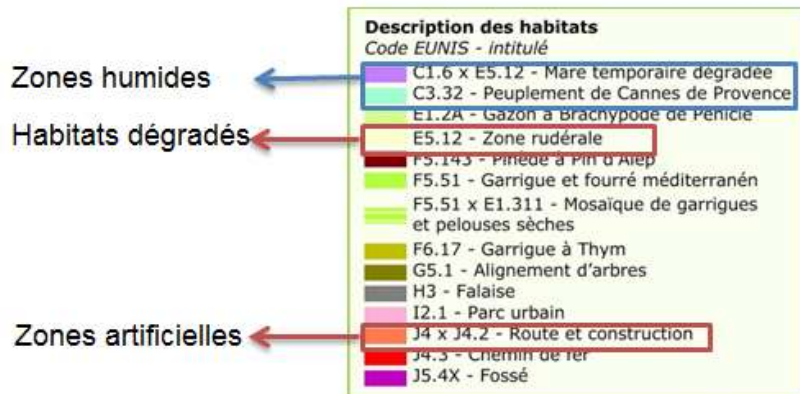 Description des habitats
Code EUNIS - intitulé
Zones humides
C1.6 x E5.12 - Mare temporaire dégradée
C3.32 - Peuplement de Cannes de Provence
E1.2A - Gazon à Brachypode de Pénicie
Habitats dégradés
E5.12 - Zone rudérale
F5.143 - Pinède à Pin d'Alep
F5.51 - Garrigue et fourré méditerranén
F5.51 x E1.311 - Mosaïque de garrigues
et pelouses sèches
F6.17 - Garrigue à Thym
G5.1 - Alignement d'arbres
H3 - Falaise
I2.1 - Parc urbain
Zones artificielles
J4 x J4.2 - Route et construction
J4.3 - Chemin de fer
J5.4X - Fossé